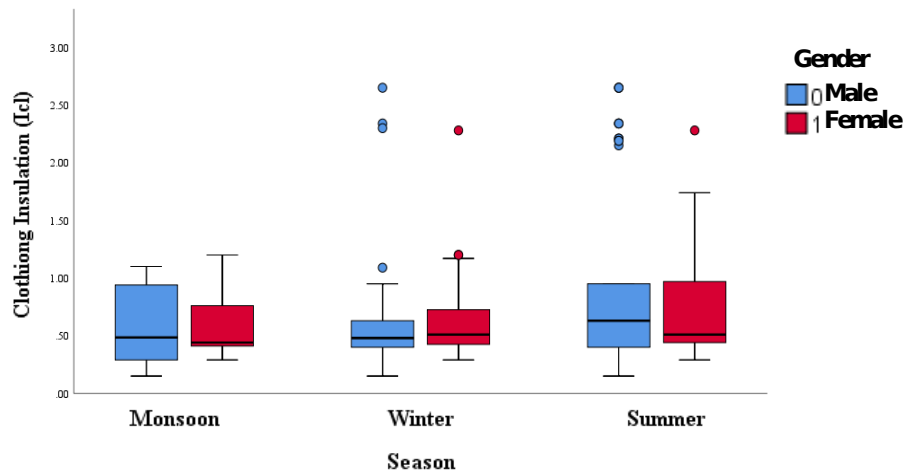 3.00
2.50
2.00
1.50
1.00
.50
.00
Clothiong Insulation (Icl)
Monsoon
Winter
Summer
Season
Gender
0 Male
1 Female